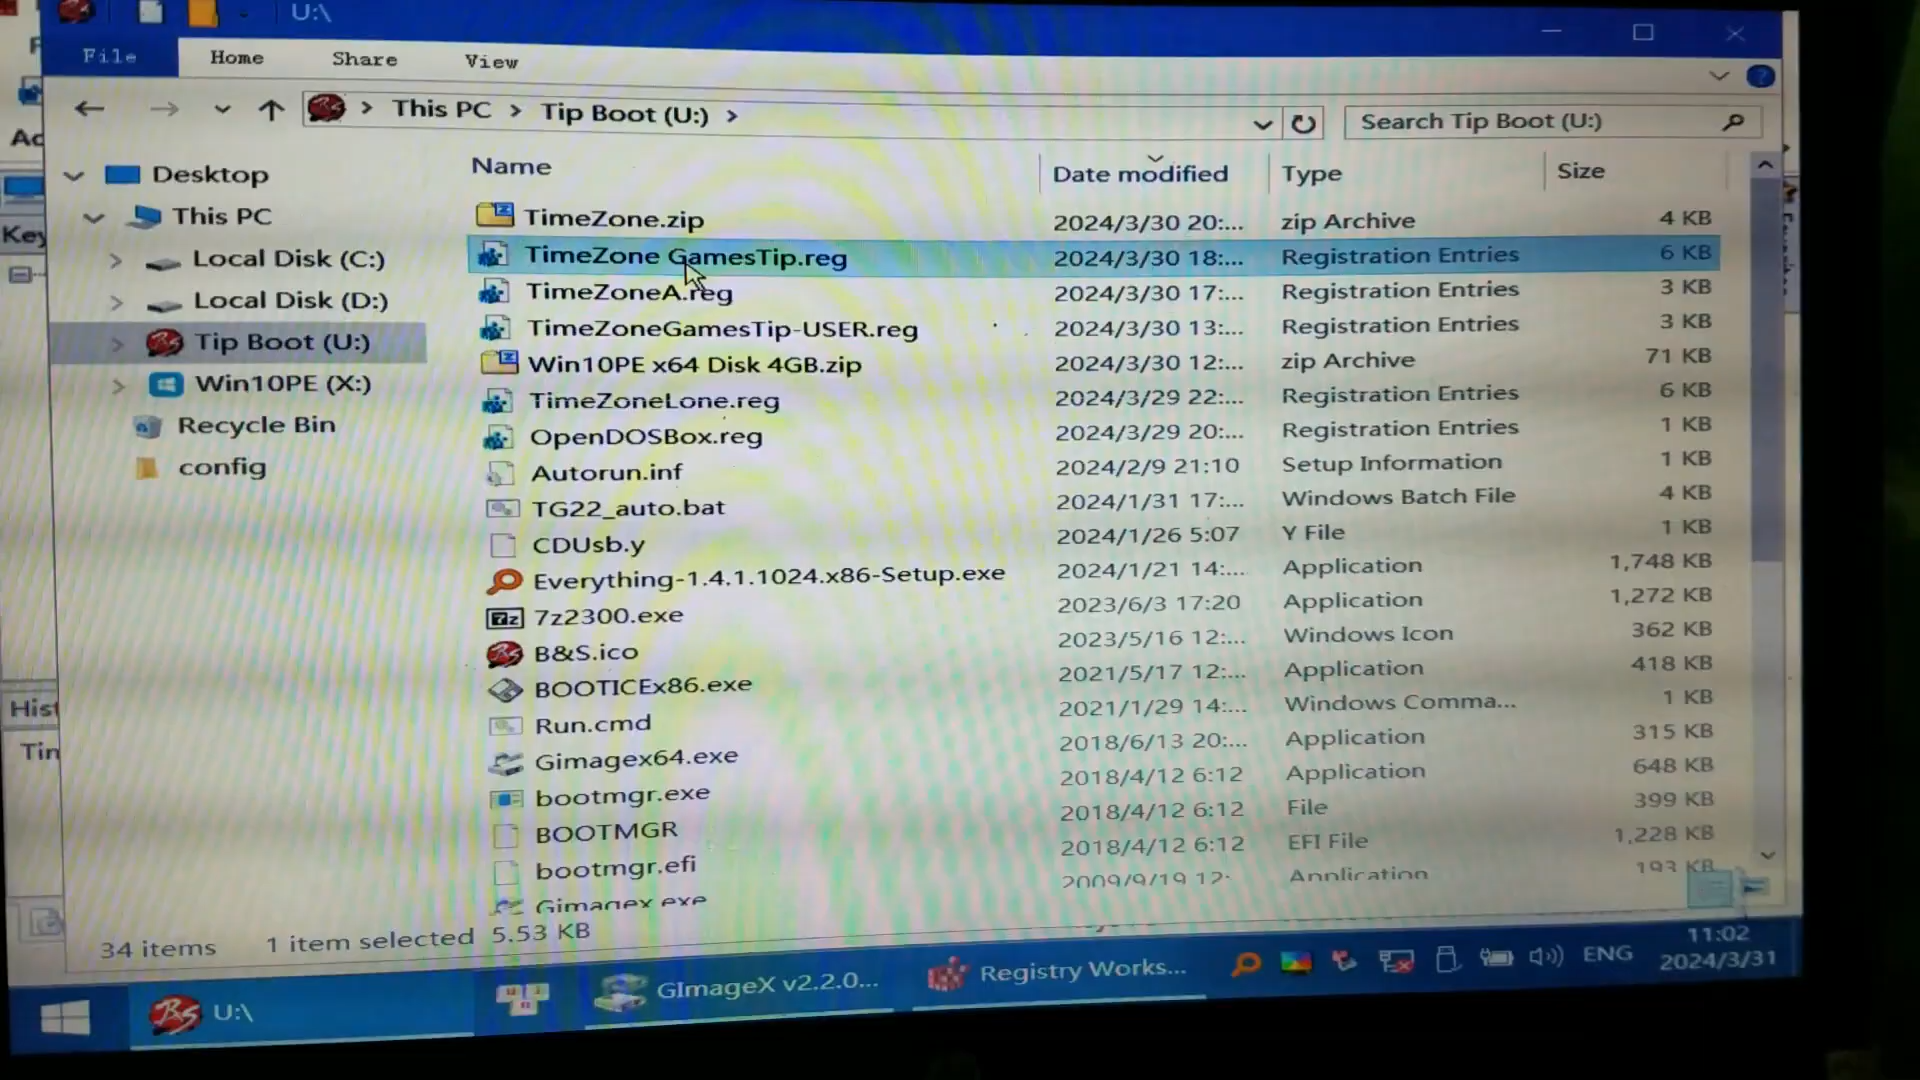 U:\
File Home Share View
This PC > Tip Boot (U:) >
Search Tip Boot (U:)
Name Date modified Type Size
Desktop
This PC
Local Disk (C:)
Local Disk (D:)
Tip Boot (U:)
Win10PE (X:)
Recycle Bin
config
TimeZone.zip 2024/3/30 20:... zip Archive 4 KB
TimeZone GamesTip.reg 2024/3/30 18:... Registration Entries 6 KB
TimeZoneA.reg 2024/3/30 17:... Registration Entries 3 KB
TimeZoneGamesTip-USER.reg 2024/3/30 13:... Registration Entries 3 KB
Win10PE x64 Disk 4GB.zip 2024/3/30 12:... zip Archive 71 KB
TimeZoneLone.reg 2024/3/29 22:... Registration Entries 6 KB
OpenDOSBox.reg 2024/3/29 20:... Registration Entries 1 KB
Autorun.inf 2024/2/9 21:10 Setup Information 1 KB
TG22_auto.bat 2024/1/31 17:... Windows Batch File 4 KB
CDUsb.y 2024/1/26 5:07 Y File 1 KB
Everything-1.4.1.1024.x86-Setup.exe 2024/1/21 14:... Application 1,748 KB
7z2300.exe 2023/6/3 17:20 Application 1,272 KB
B&S.ico 2023/5/16 12:... Windows Icon 362 KB
BOOTICEx86.exe 2021/5/17 12:... Application 418 KB
Run.cmd 2021/1/29 14:... Windows Comma... 1 KB
Gimagex64.exe 2018/6/13 20:... Application 315 KB
bootmgr.exe 2018/4/12 6:12 Application 648 KB
BOOTMGR 2018/4/12 6:12 File 399 KB
bootmgr.efi 2018/4/12 6:12 EFI File 1,228 KB
Gimagex.exe 2009/9/19 12: Application 193 KB
34 items 1 item selected 5.53 KB
Key
Hist
Tim
U:\
GImageX v2.2.0...
Registry Works...
ENG
11:02
2024/3/31